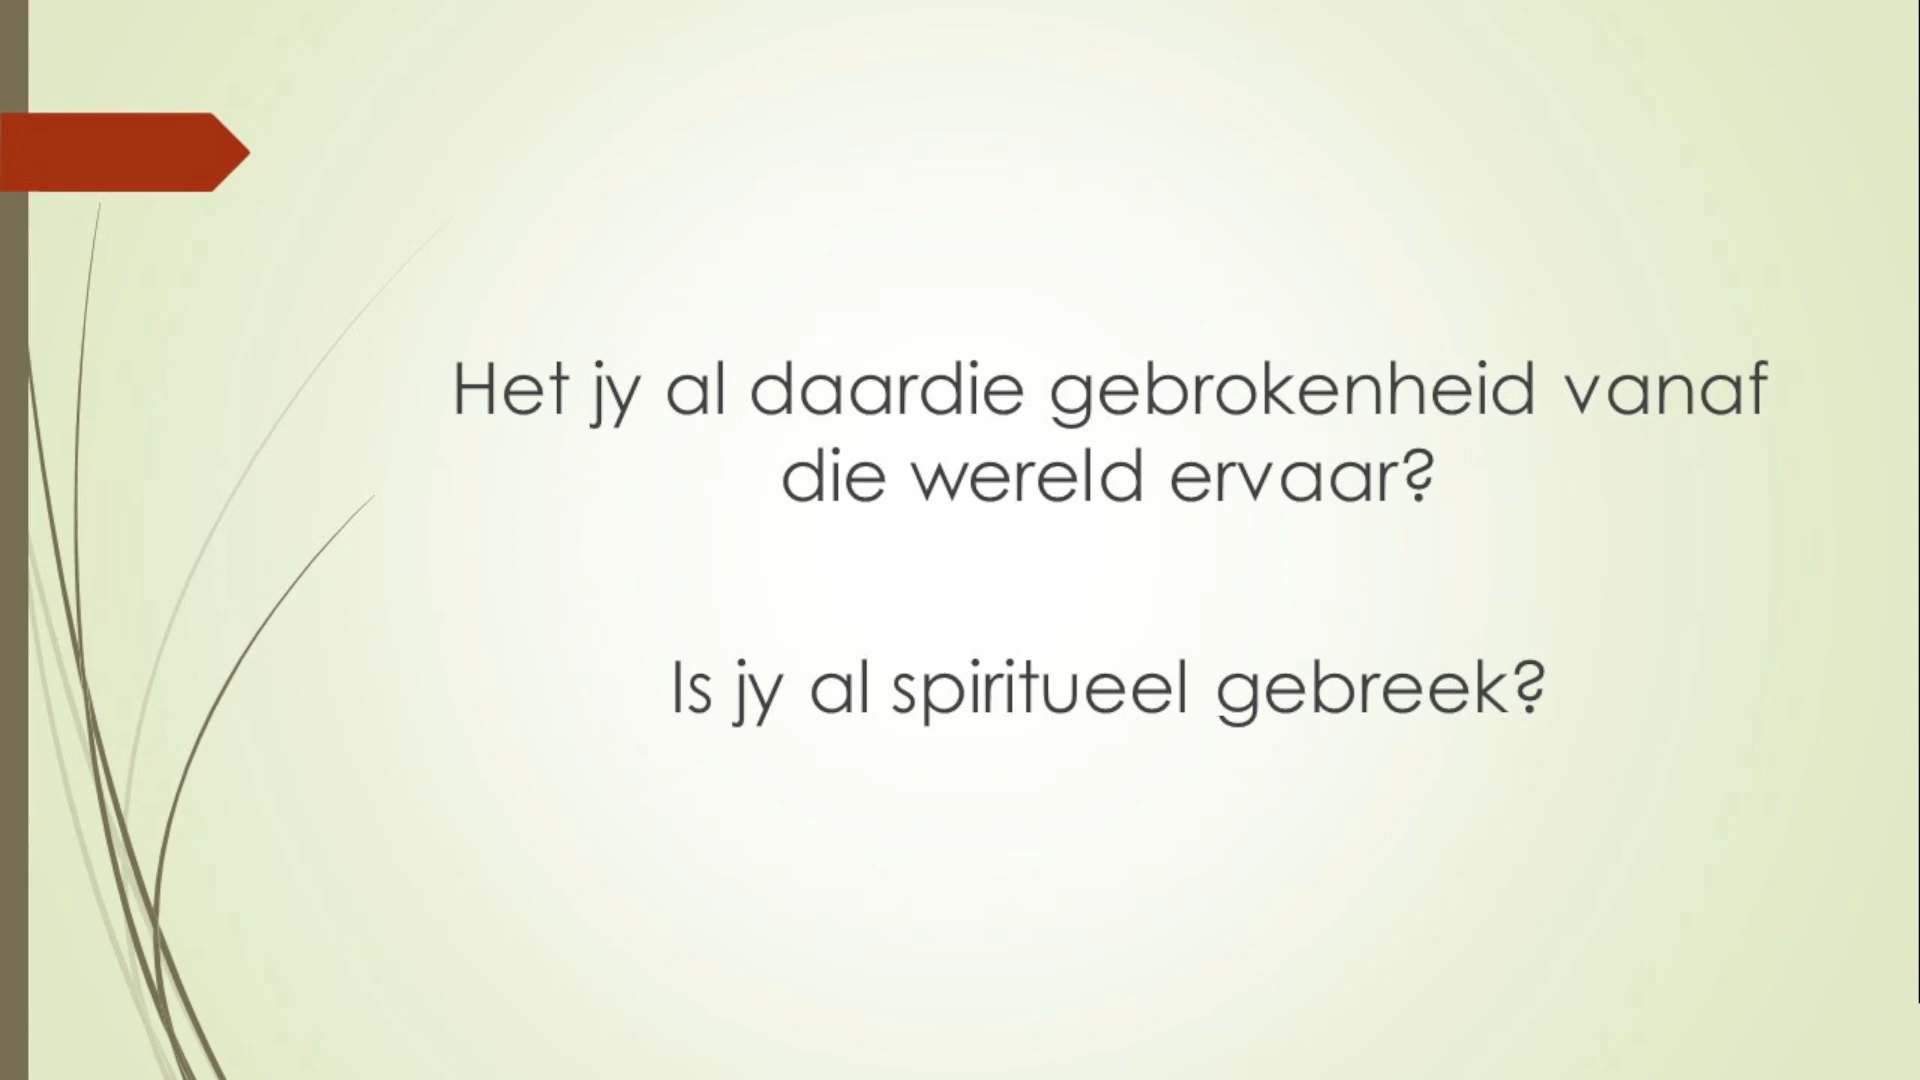 Het jy al daardie gebrokenheid vanaf
die wereld ervaar?
Is jy al spiritueel gebreek?